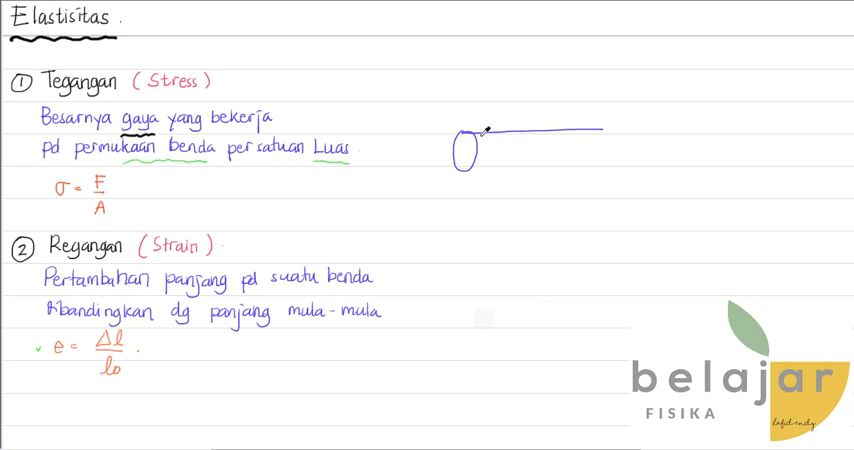 Elastisitas.
① Tegangan (Stress)
Besarnya gaya yang bekerja
pd permukaan benda per satuan Luas.
σ = F/A
② Regangan (Strain).
Pertambahan panjang pd suatu benda
dibandingkan dg panjang mula-mula
e = Δl/lo.
belajar
FISIKA